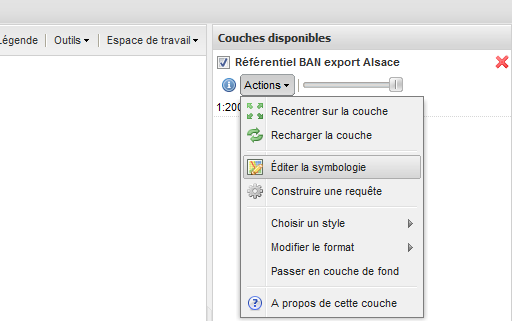 Légende Outils Espace de travail
Couches disponibles
Référentiel BAN export Alsace
Actions
1:200
Recentrer sur la couche
Recharger la couche
Éditer la symbologie
Construire une requête
Choisir un style
Modifier le format
Passer en couche de fond
A propos de cette couche